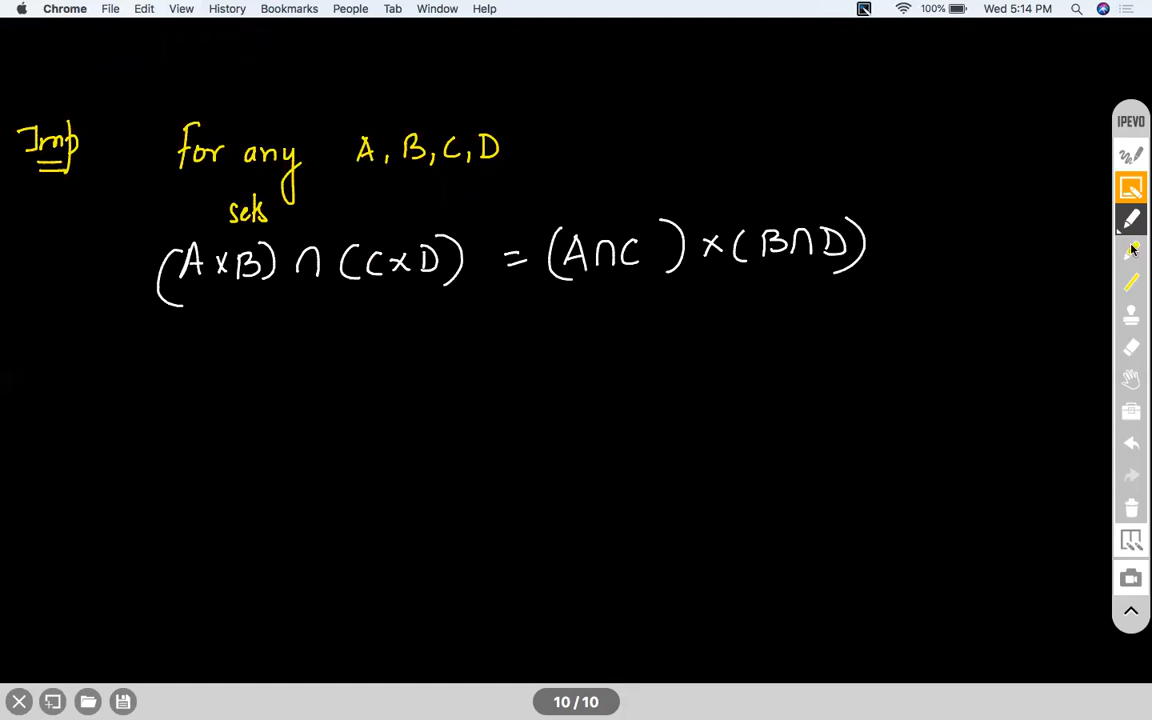 Chrome File Edit View History Bookmarks People Tab Window Help 100% Wed 5:14 PM
Imp For any A, B, C, D
sets
(A×B) ∩ (C×D) = (A∩C) × (B∩D)
IPEVO
10 / 10